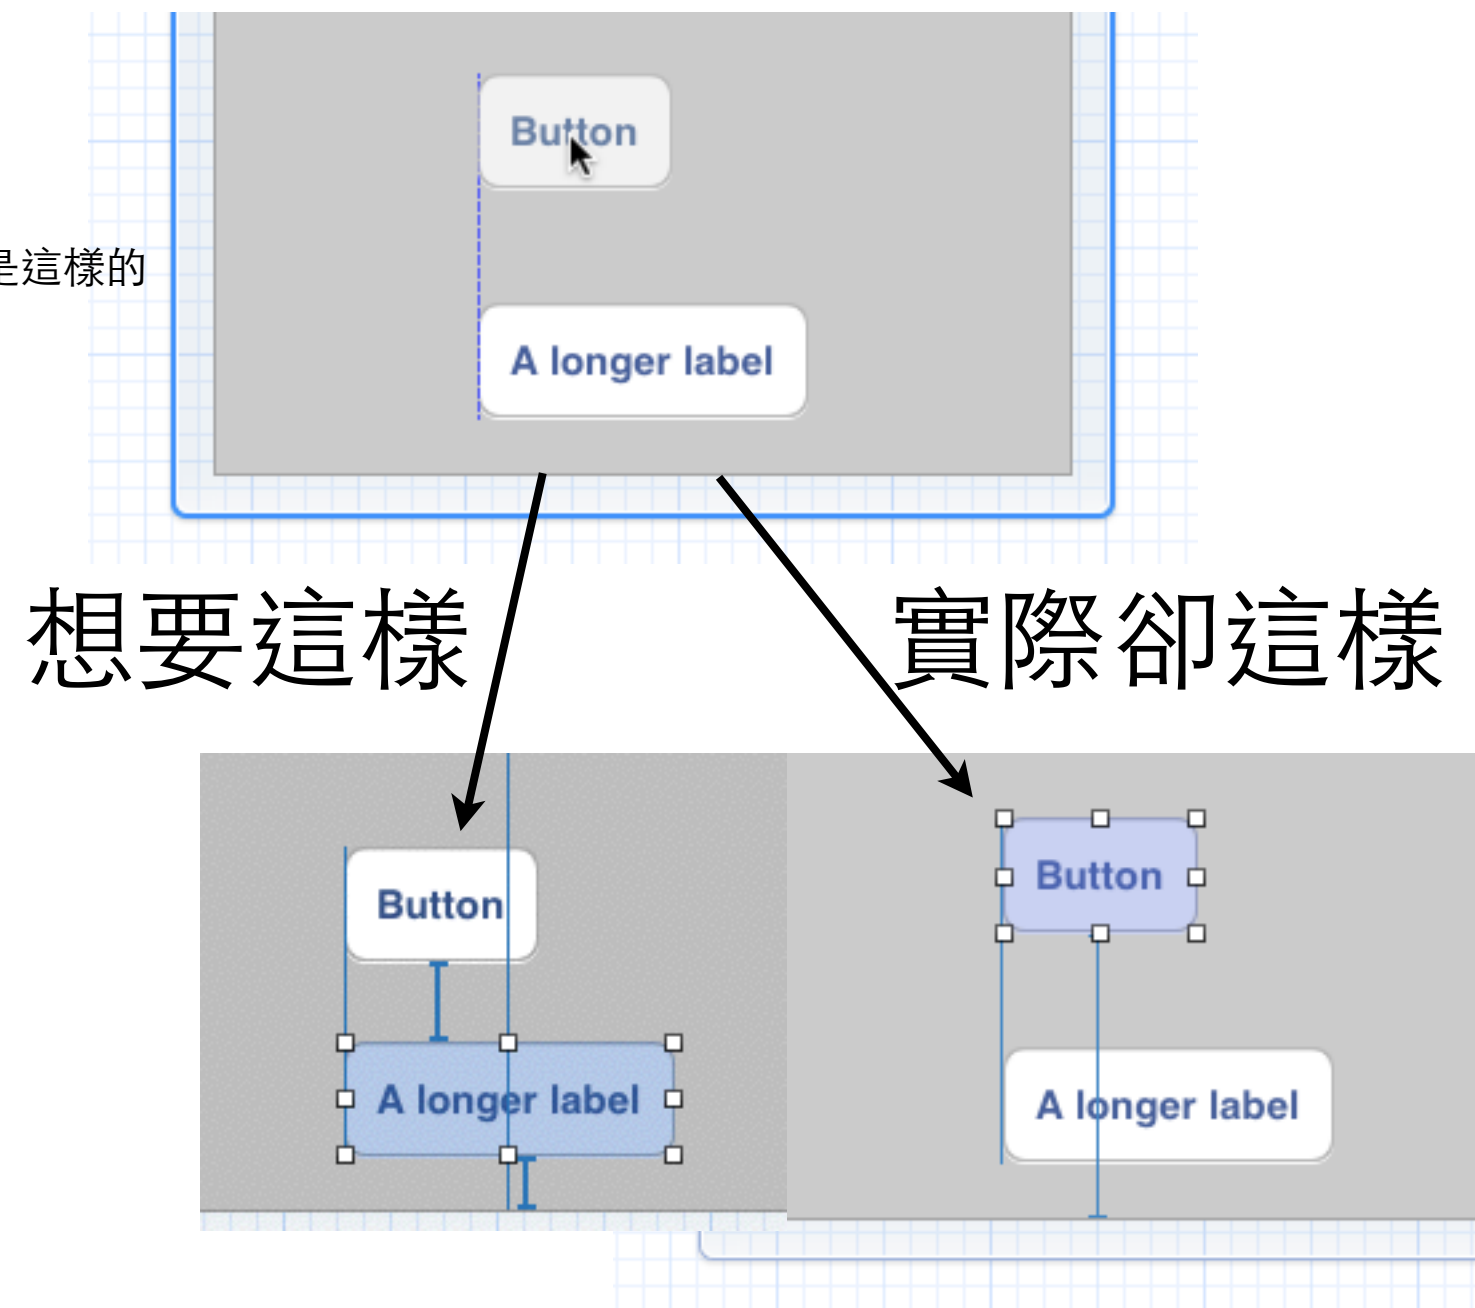 Button
是這樣的
A longer label
想要這樣
實際卻這樣
Button
Button
A longer label
A longer label